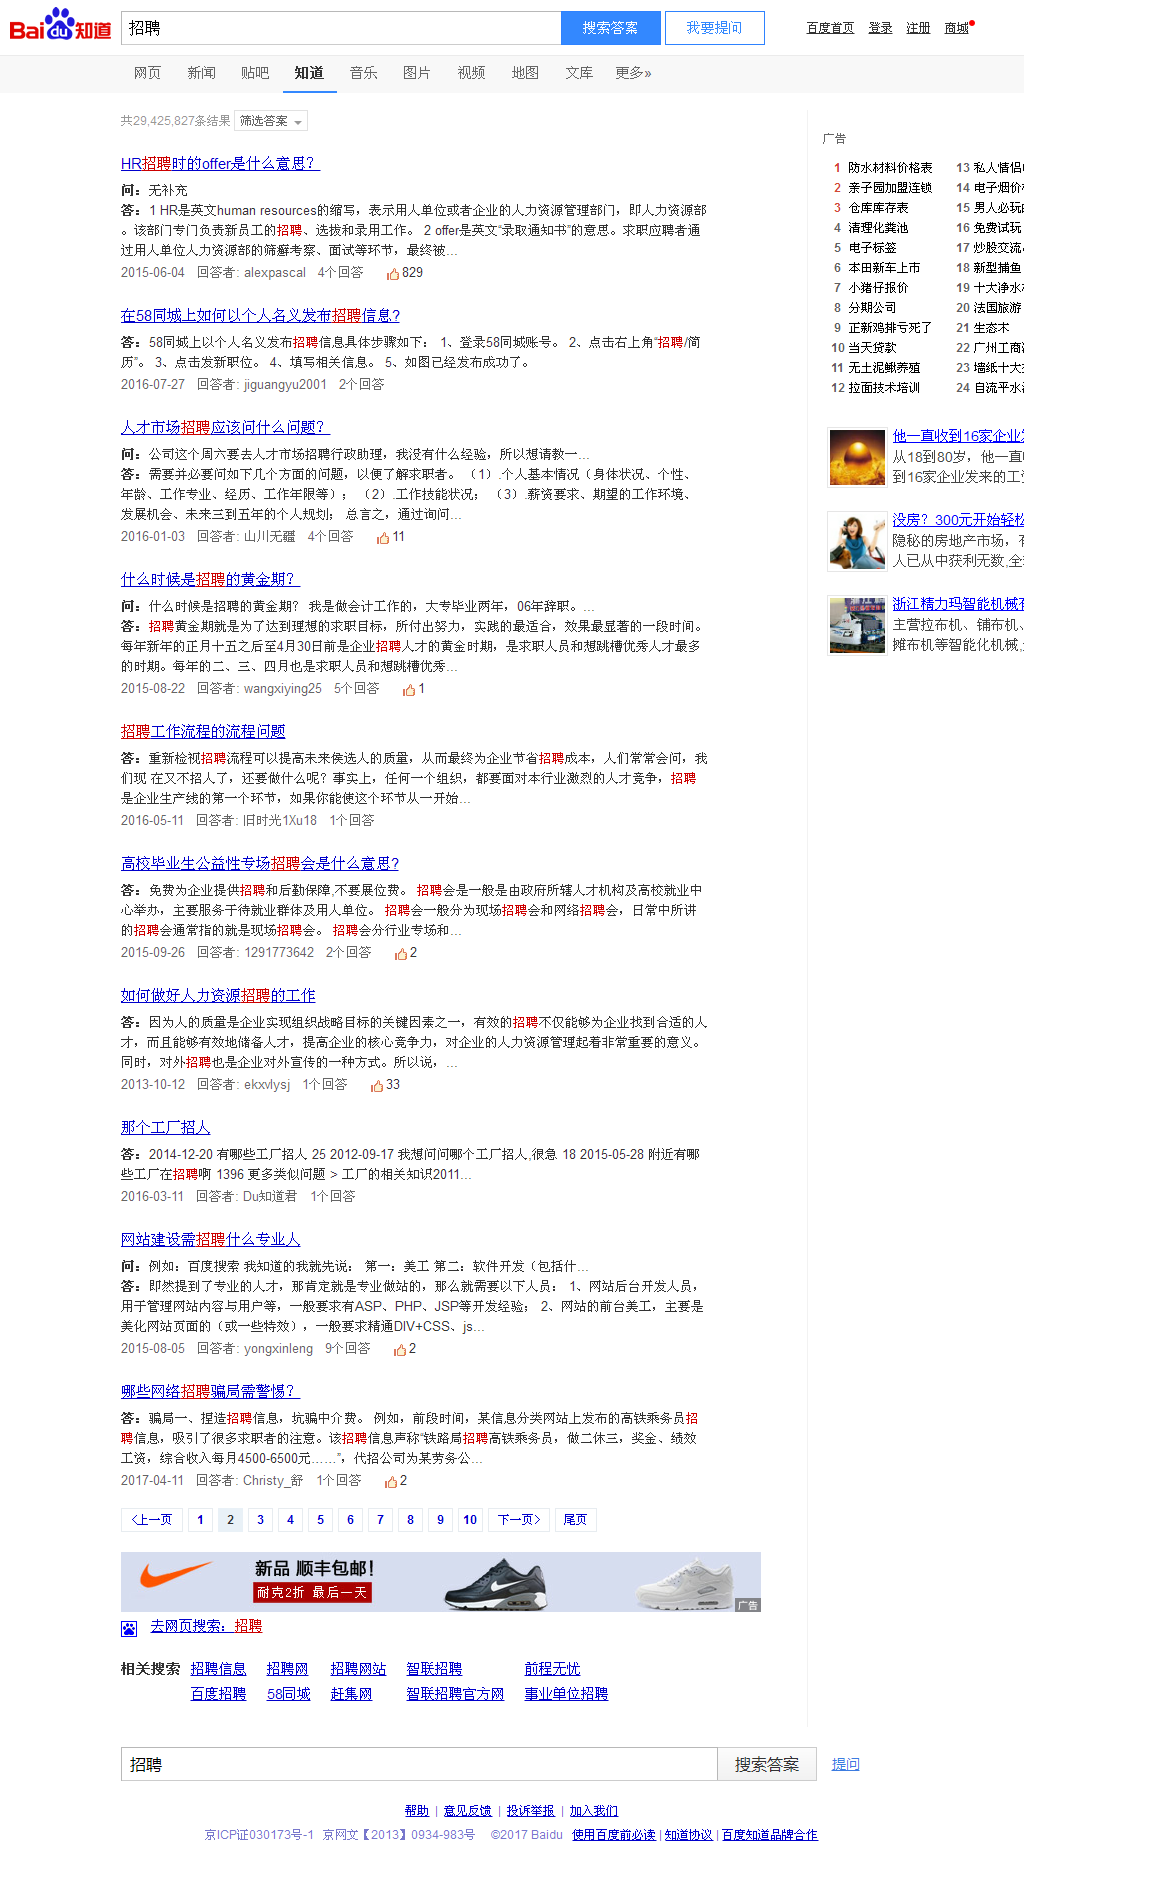 Bai du 知道
招聘
搜索答案
我要提问
百度首页 登录 注册 商城
网页 新闻 贴吧 知道 音乐 图片 视频 地图 文库 更多»
共29,425,827条结果 筛选答案
HR招聘时的offer是什么意思？
问：无补充
答：1 HR是英文human resources的缩写，表示用人单位或者企业的人力资源管理部门，即人力资源部
。该部门专门负责新员工的招聘、选拔和录用工作。 2 offer是英文“录取通知书”的意思。求职应聘者通
过用人单位人力资源部的筛藓考察、面试等环节，最终被...
2015-06-04 回答者: alexpascal 4个回答 829
在58同城上如何以个人名义发布招聘信息?
答：58同城上以个人名义发布招聘信息具体步骤如下： 1、登录58同城账号。 2、点击右上角“招聘/简
历”。 3、点击发新职位。 4、填写相关信息。 5、如图已经发布成功了。
2016-07-27 回答者: jiguangyu2001 2个回答
人才市场招聘应该问什么问题？
问：公司这个周六要去人才市场招聘行政助理，我没有什么经验，所以想请教一...
答：需要并必要问如下几个方面的问题，以便了解求职者。 （1）.个人基本情况（身体状况、个性、
年龄、工作专业、经历、工作年限等）； （2）.工作技能状况； （3）.薪资要求、期望的工作环境、
发展机会、未来三到五年的个人规划； 总言之，通过询问...
2016-01-03 回答者: 山川无疆 4个回答 11
什么时候是招聘的黄金期？
问：什么时候是招聘的黄金期？ 我是做会计工作的，大专毕业两年，06年辞职。...
答：招聘黄金期就是为了达到理想的求职目标，所付出努力，实践的最适合，效果最显著的一段时间。
每年新年的正月十五之后至4月30日前是企业招聘人才的黄金时期，是求职人员和想跳槽优秀人才最多
的时期。每年的二、三、四月也是求职人员和想跳槽优秀...
2015-08-22 回答者: wangxiying25 5个回答 1
招聘工作流程的流程问题
答：重新检视招聘流程可以提高未来侯选人的质量，从而最终为企业节省招聘成本，人们常常会问，我
们现 在又不招人了，还要做什么呢？事实上，任何一个组织，都要面对本行业激烈的人才竞争，招聘
是企业生产线的第一个环节，如果你能使这个环节从一开始...
2016-05-11 回答者: 旧时光1Xu18 1个回答
高校毕业生公益性专场招聘会是什么意思?
答：免费为企业提供招聘和后勤保障,不要展位费。 招聘会是一般是由政府所辖人才机构及高校就业中
心举办，主要服务于待就业群体及用人单位。 招聘会一般分为现场招聘会和网络招聘会，日常中所讲
的招聘会通常指的就是现场招聘会。 招聘会分行业专场和...
2015-09-26 回答者: 1291773642 2个回答 2
如何做好人力资源招聘的工作
答：因为人的质量是企业实现组织战略目标的关键因素之一，有效的招聘不仅能够为企业找到合适的人
才，而且能够有效地储备人才，提高企业的核心竞争力，对企业的人力资源管理起着非常重要的意义。
同时，对外招聘也是企业对外宣传的一种方式。所以说，...
2013-10-12 回答者: ekxvlysj 1个回答 33
那个工厂招人
答：2014-12-20 有哪些工厂招人 25 2012-09-17 我想问问哪个工厂招人,很急 18 2015-05-28 附近有哪
些工厂在招聘啊 1396 更多类似问题 > 工厂的相关知识2011...
2016-03-11 回答者: Du知道君 1个回答
网站建设需招聘什么专业人
问：例如：百度搜索 我知道的我就先说： 第一：美工 第二：软件开发（包括什...
答：即然提到了专业的人才，那肯定就是专业做站的，那么就需要以下人员： 1、网站后台开发人员，
用于管理网站内容与用户等，一般要求有ASP、PHP、JSP等开发经验； 2、网站的前台美工，主要是
美化网站页面的（或一些特效），一般要求精通DIV+CSS、js...
2015-08-05 回答者: yongxinleng 9个回答 2
哪些网络招聘骗局需警惕？
答：骗局一、捏造招聘信息，坑骗中介费。 例如，前段时间，某信息分类网站上发布的高铁乘务员招
聘信息，吸引了很多求职者的注意。该招聘信息声称“铁路局招聘高铁乘务员，做二休三，奖金、绩效
工资，综合收入每月4500-6500元……”，代招公司为某劳务公...
2017-04-11 回答者: Christy_舒 1个回答 2
<上一页 1 2 3 4 5 6 7 8 9 10 下一页> 尾页
新品 顺丰包邮！
耐克2折 最后一天
广告
去网页搜索：招聘
相关搜索 招聘信息 招聘网 招聘网站 智联招聘 前程无忧
百度招聘 58同城 赶集网 智联招聘官方网 事业单位招聘
广告
1 防水材料价格表 13 私人情侣
2 亲子园加盟连锁 14 电子烟价
3 仓库库存表 15 男人必玩
4 清理化粪池 16 免费试玩
5 电子标签 17 炒股交流
6 本田新车上市 18 新型捕鱼
7 小猪仔报价 19 十大净水
8 分期公司 20 法国旅游
9 正新鸡排亏死了 21 生态木
10 当天贷款 22 广州工商
11 无土泥鳅养殖 23 墙纸十大
12 拉面技术培训 24 自流平水
他一直收到16家企业发
从18到80岁，他一直
到16家企业发来的工资
没房？300元开始轻松
隐秘的房地产市场，有
人已从中获利无数,全
浙江精力玛智能机械有
主营拉布机、铺布机、
摊布机等智能化机械,
招聘
搜索答案
提问
帮助 | 意见反馈 | 投诉举报 | 加入我们
京ICP证030173号-1 京网文【2013】0934-983号 ©2017 Baidu 使用百度前必读 | 知道协议 | 百度知道品牌合作